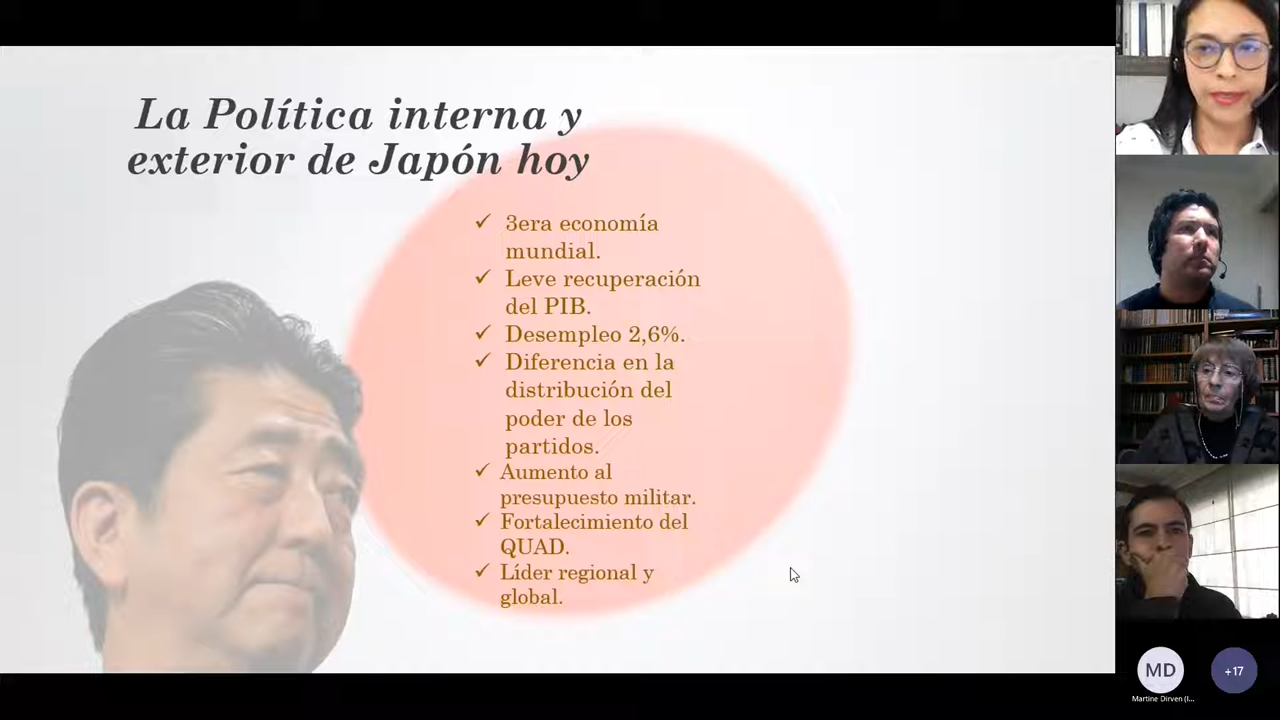 La Política interna y
exterior de Japón hoy
✓ 3era economía
mundial.
✓ Leve recuperación
del PIB.
✓ Desempleo 2,6%.
✓ Diferencia en la
distribución del
poder de los
partidos.
✓ Aumento al
presupuesto militar.
✓ Fortalecimiento del
QUAD.
✓ Líder regional y
global.
MD
+17
Martine Dirven (I...